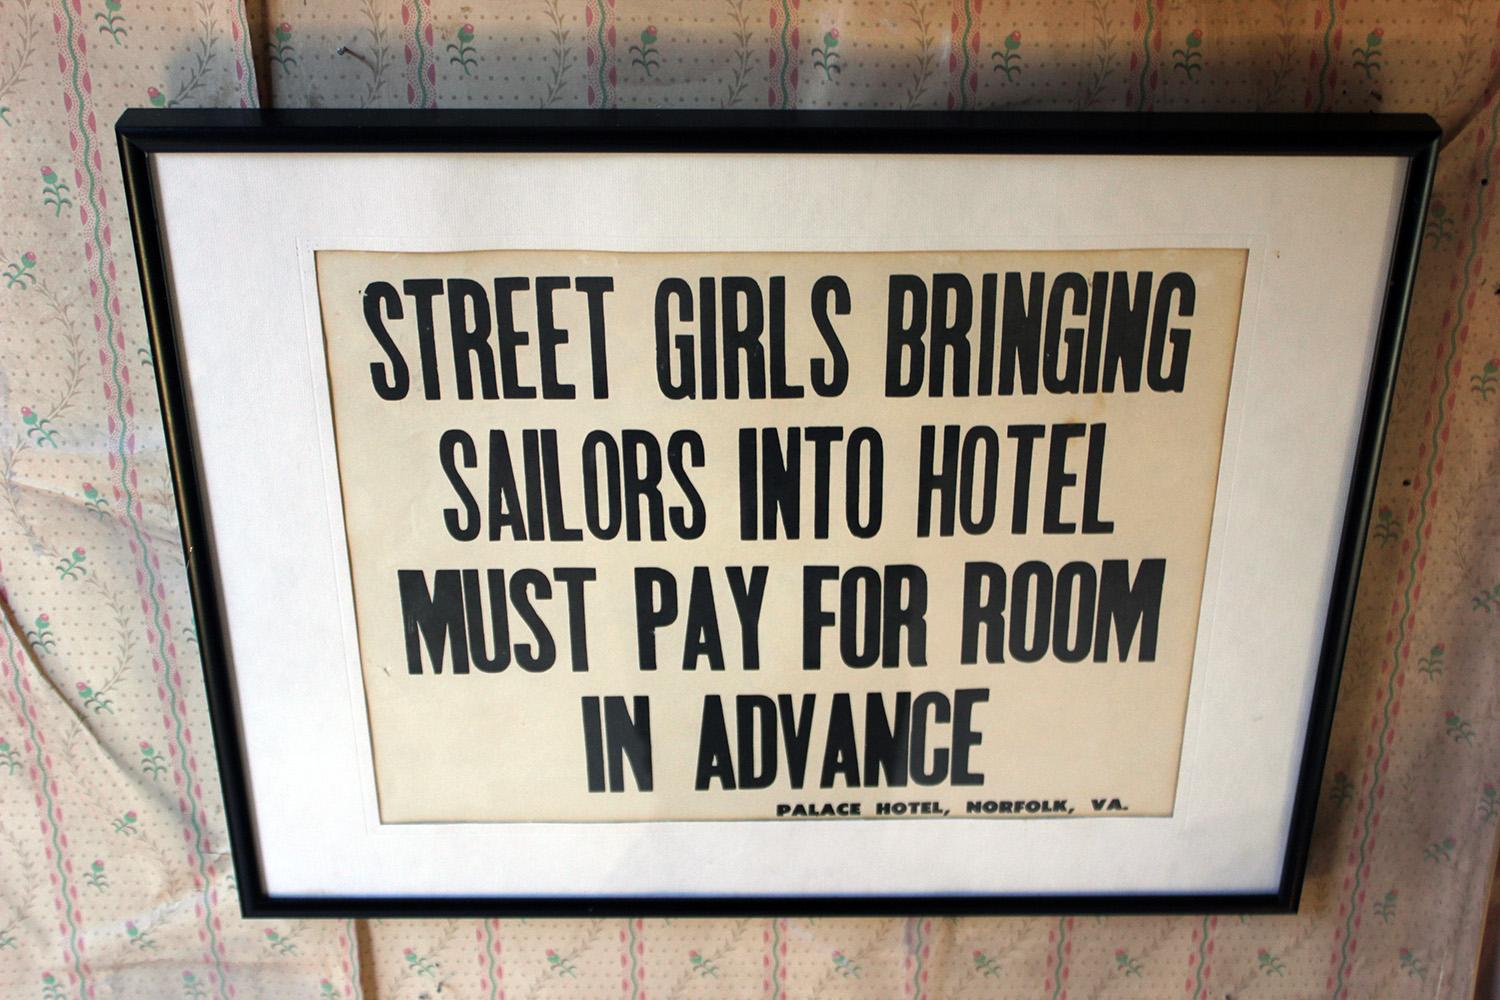 STREET GIRLS BRINGING
SAILORS INTO HOTEL
MUST PAY FOR ROOM
IN ADVANCE
PALACE HOTEL, NORFOLK, VA.